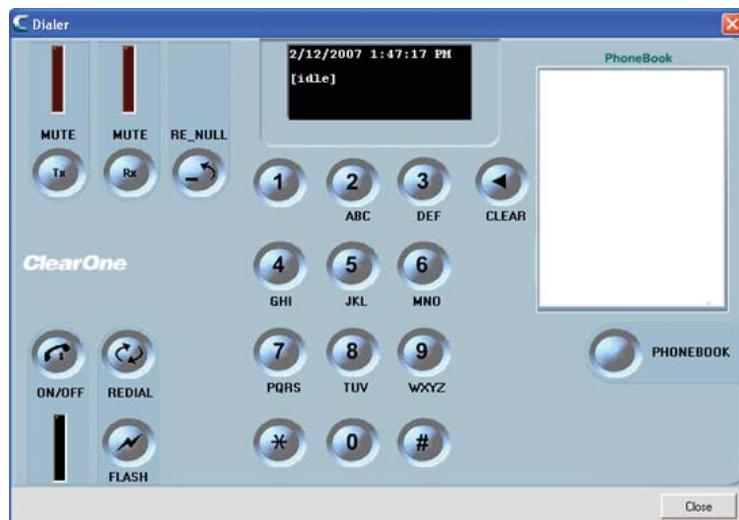 Dialer
2/12/2007 1:47:17 PM
[idle]
PhoneBook
MUTE
MUTE
RE_NULL
Tx
Rx
1
2
ABC
3
DEF
CLEAR
ClearOne
4
GHI
5
JKL
6
MNO
7
PQRS
8
TUV
9
WXYZ
PHONEBOOK
ON/OFF
REDIAL
*
0
#
FLASH
Close